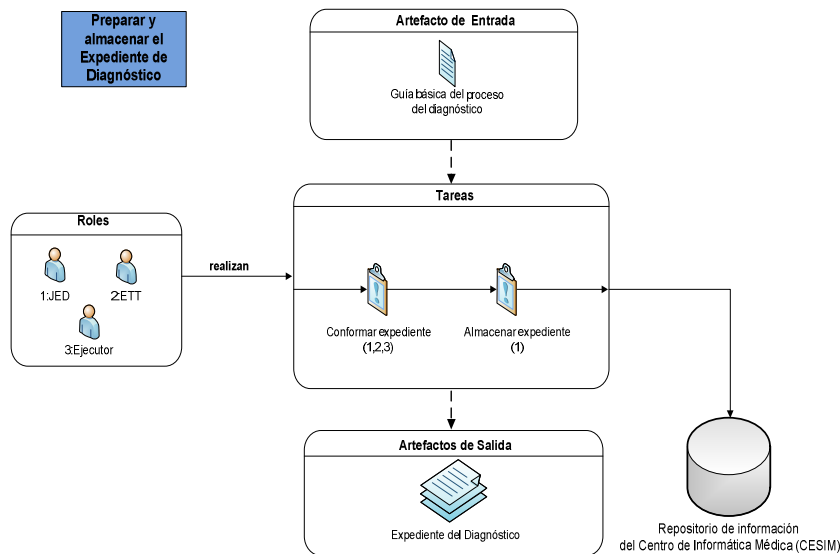 Preparar y
almacenar el
Expediente de
Diagnóstico
Artefacto de Entrada
Guía básica del proceso
del diagnóstico
Tareas
Roles
1:JED
2:ETT
3:Ejecutor
realizan
Conformar expediente
(1,2,3)
Almacenar expediente
(1)
Artefactos de Salida
Expediente del Diagnóstico
Repositorio de información
del Centro de Informática Médica (CESIM)